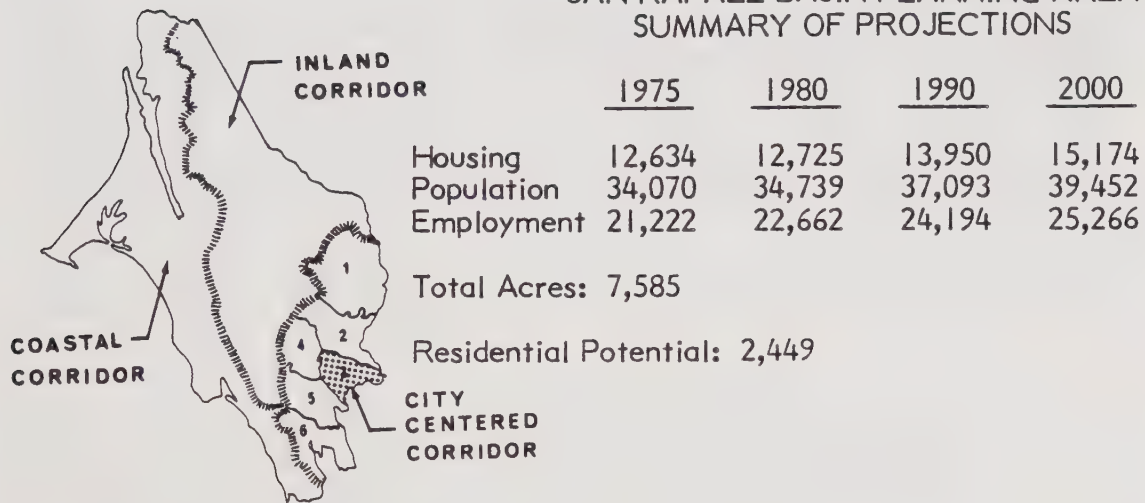 SUMMARY OF PROJECTIONS
1975 1980 1990 2000
Housing 12,634 12,725 13,950 15,174
Population 34,070 34,739 37,093 39,452
Employment 21,222 22,662 24,194 25,266
Total Acres: 7,585
Residential Potential: 2,449
INLAND
CORRIDOR
1
2
4
5
6
COASTAL
CORRIDOR
CITY
CENTERED
CORRIDOR